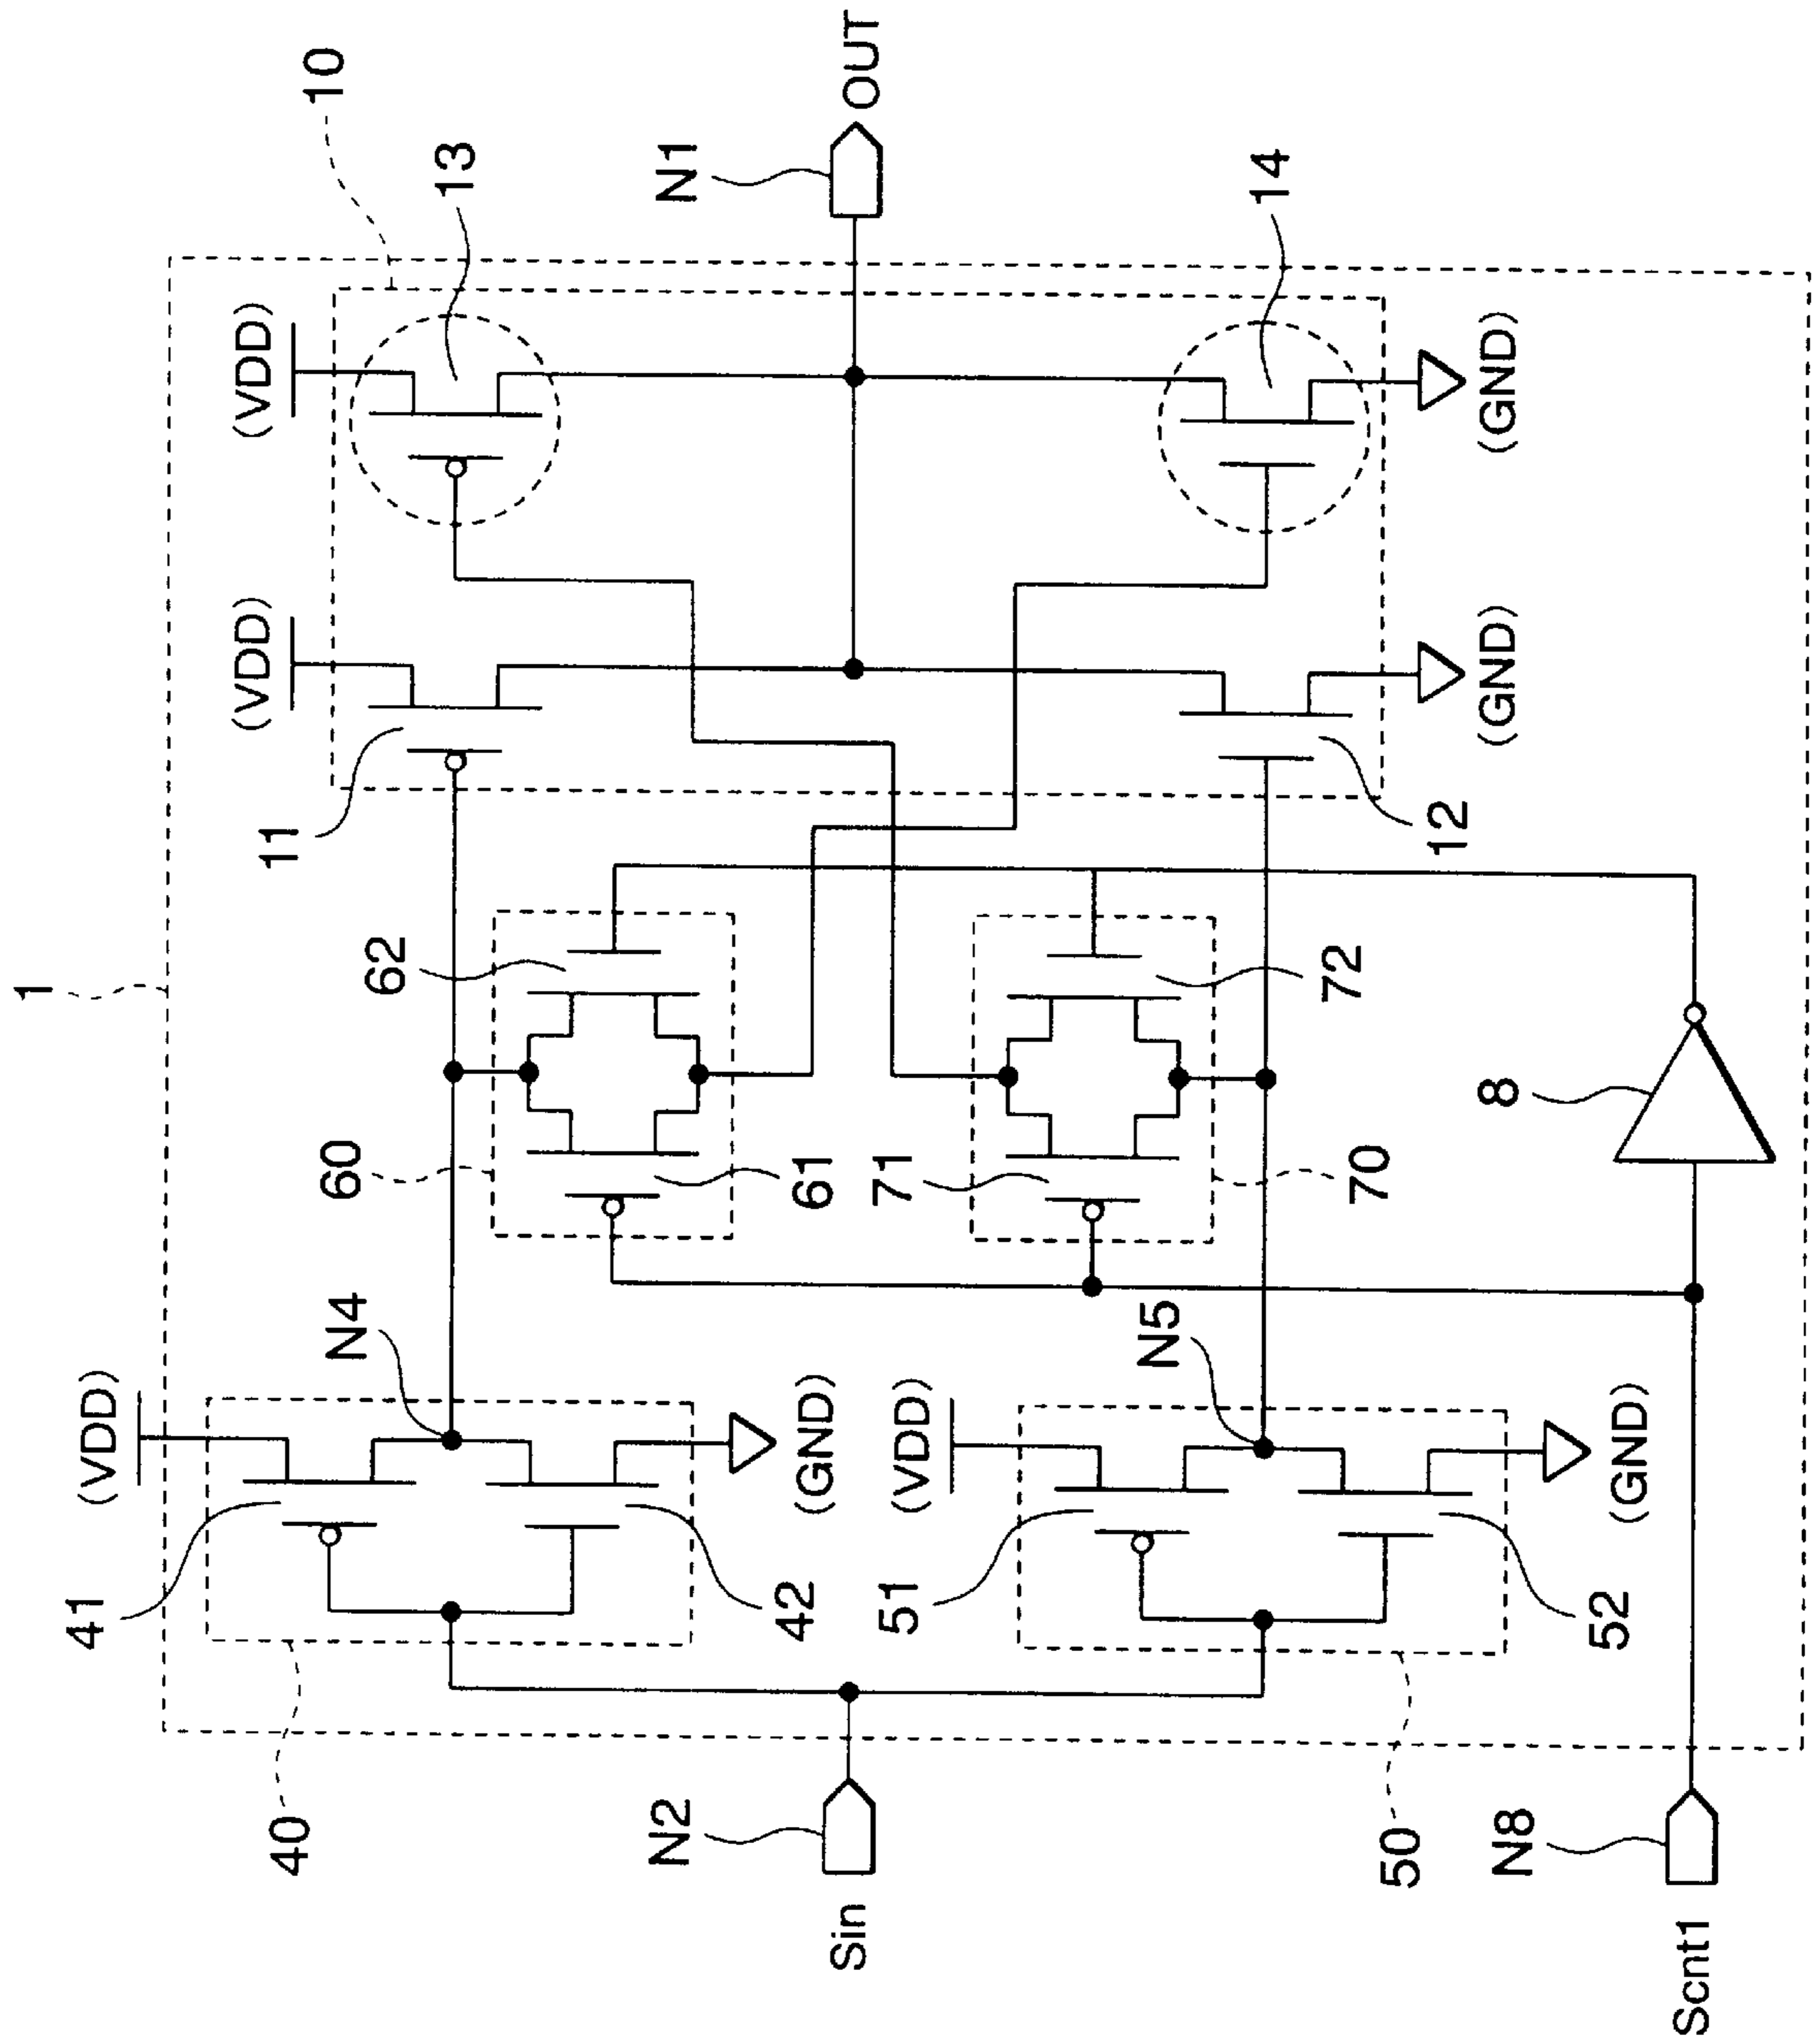 1
10
(VDD)
(VDD)
(VDD)
11
13
N1
OUT
41
N4
62
60
61
40
42
(GND)
N2
Sin
(VDD)
51
N5
71
72
70
14
12
(GND)
(GND)
52
(GND)
50
8
N8
Scnt1